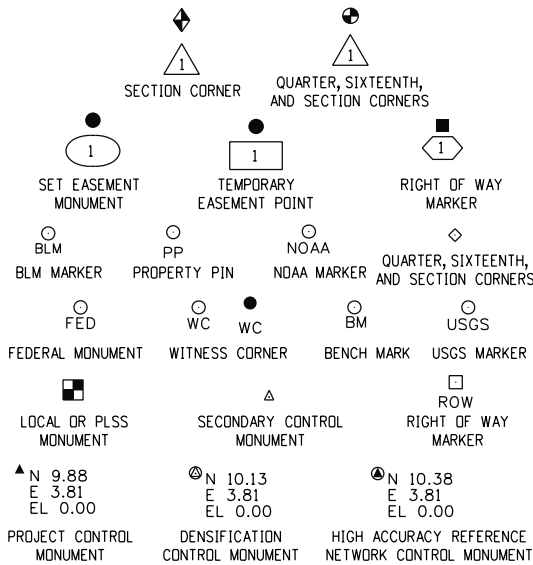 1
1
SECTION CORNER
QUARTER, SIXTEENTH,
AND SECTION CORNERS
1
1
1
SET EASEMENT
MONUMENT
TEMPORARY
EASEMENT POINT
RIGHT OF WAY
MARKER
BLM
PP
NOAA
BLM MARKER
PROPERTY PIN
NOAA MARKER
QUARTER, SIXTEENTH,
AND SECTION CORNERS
FED
WC
WC
BM
USGS
FEDERAL MONUMENT
WITNESS CORNER
BENCH MARK
USGS MARKER
ROW
LOCAL OR PLSS
MONUMENT
SECONDARY CONTROL
MONUMENT
RIGHT OF WAY
MARKER
N 9.88
E 3.81
EL 0.00
PROJECT CONTROL
MONUMENT
N 10.13
E 3.81
EL 0.00
DENSIFICATION
CONTROL MONUMENT
N 10.38
E 3.81
EL 0.00
HIGH ACCURACY REFERENCE
NETWORK CONTROL MONUMENT